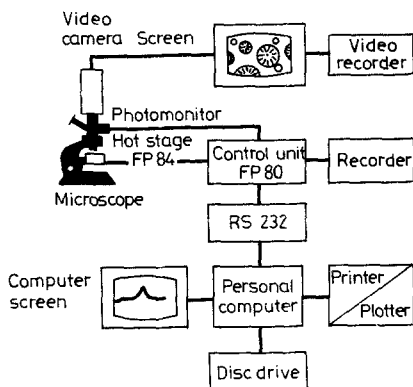 Video
camera Screen
Video
recorder
Photomonitor
Hot stage
FP 84
Control unit
FP 80
Recorder
Microscope
RS 232
Computer
screen
Personal
computer
Printer
Plotter
Disc drive